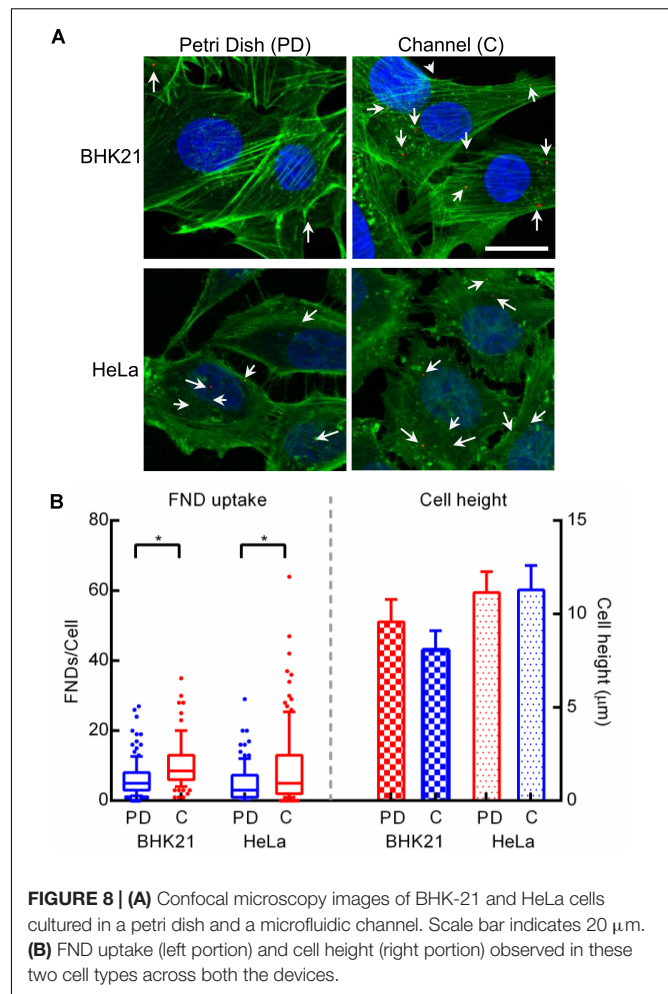 A
Petri Dish (PD)
Channel (C)
BHK21
HeLa
B
FND uptake
Cell height
80
60
40
20
0
FNDs/Cell
*
*
15
10
5
0
Cell height (μm)
PD C PD C
BHK21 HeLa
PD C PD C
BHK21 HeLa
FIGURE 8 | (A) Confocal microscopy images of BHK-21 and HeLa cells
cultured in a petri dish and a microfluidic channel. Scale bar indicates 20 μm.
(B) FND uptake (left portion) and cell height (right portion) observed in these
two cell types across both the devices.